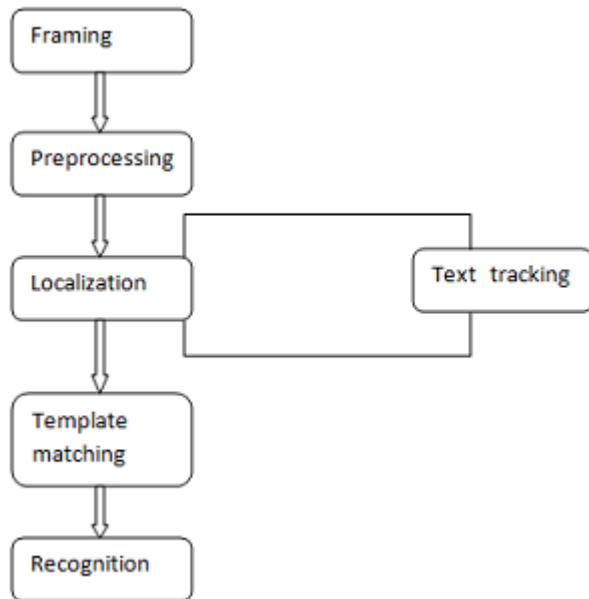 Framing
Preprocessing
Localization
Text tracking
Template
matching
Recognition